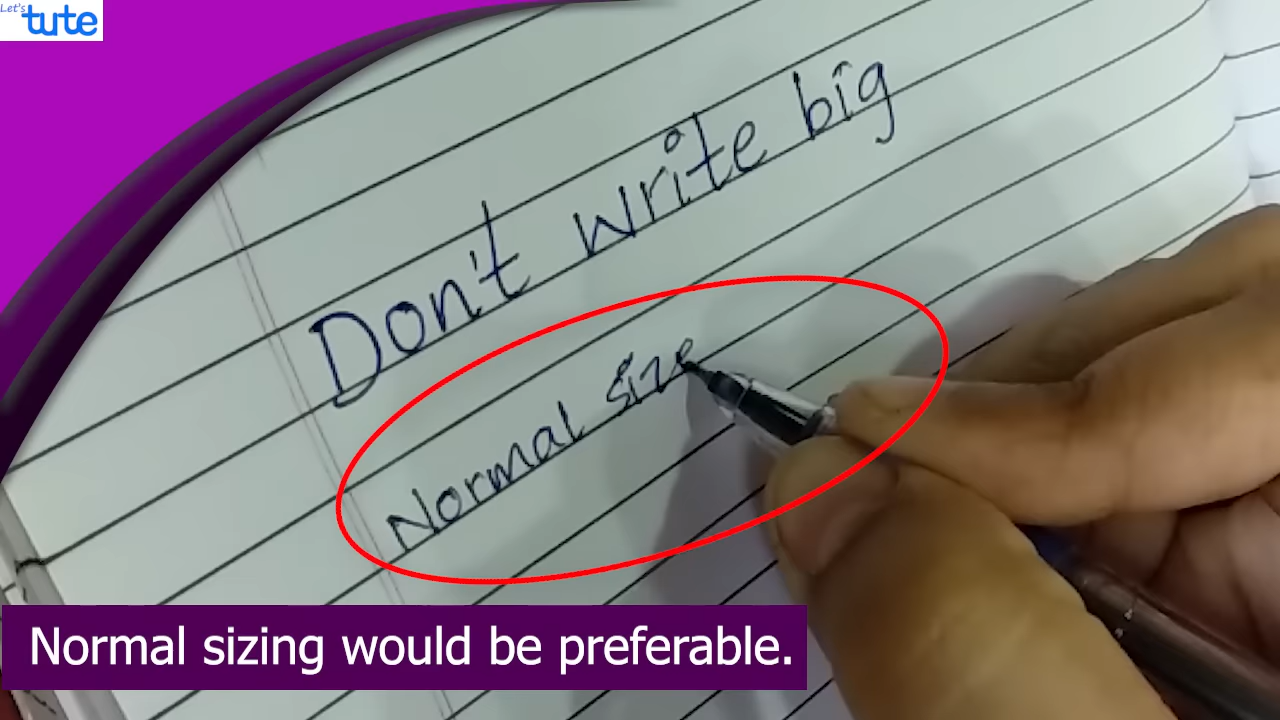 Let's
tute
Don't write big
Normal size
Normal sizing would be preferable.